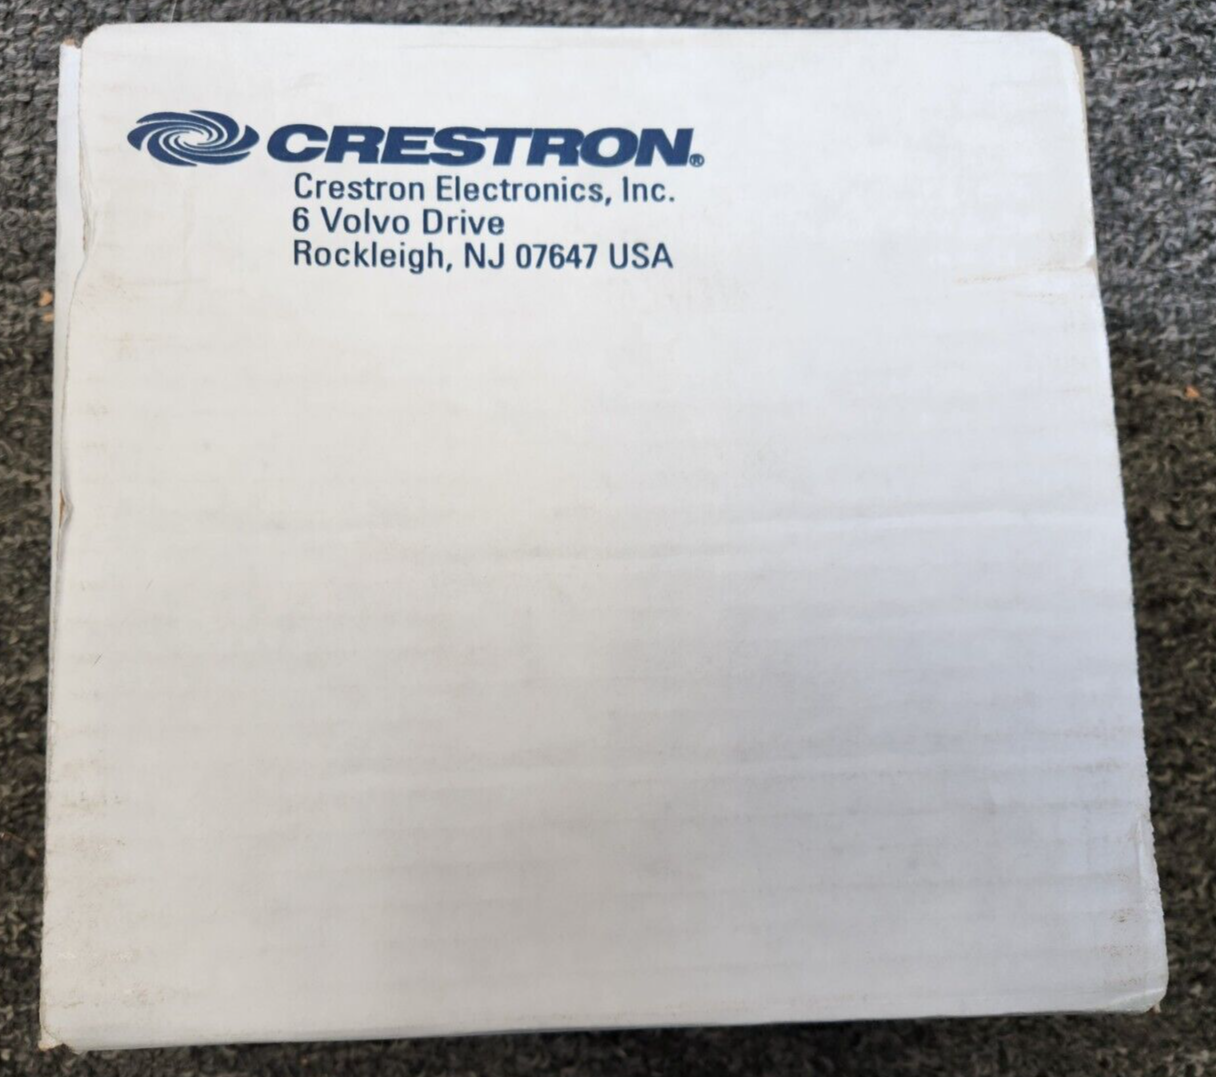 CRESTRON®
Crestron Electronics, Inc.
6 Volvo Drive
Rockleigh, NJ 07647 USA